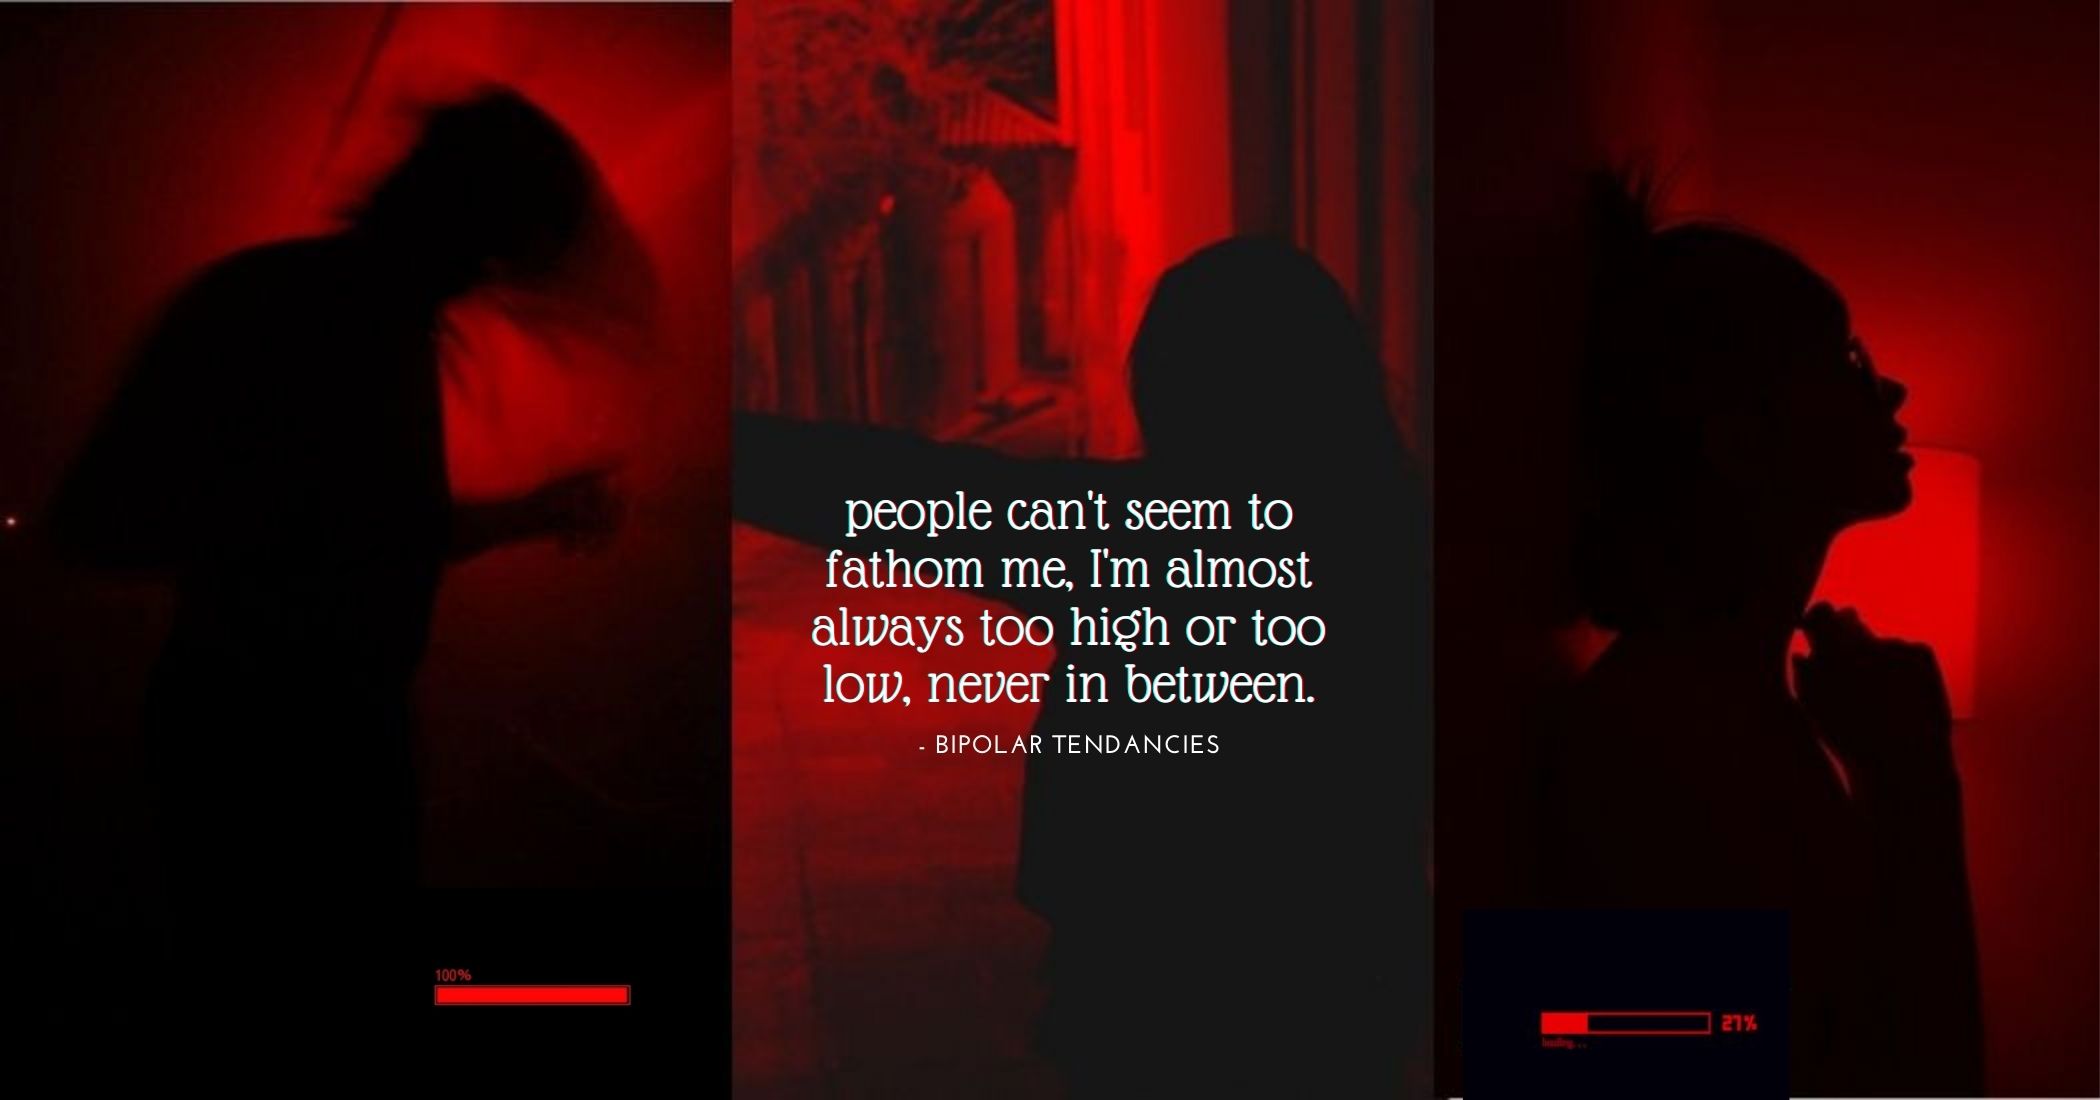 people can't seem to
fathom me, I'm almost
always too high or too
low, never in between.
- BIPOLAR TENDANCIES
100%
27%
loading...